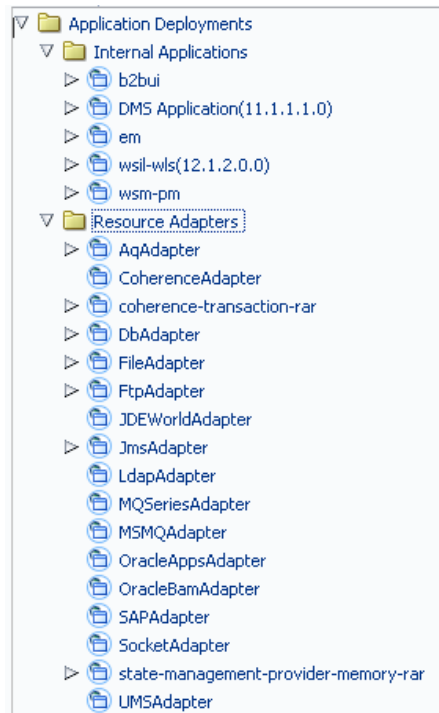 Application Deployments
Internal Applications
b2bui
DMS Application(11.1.1.1.0)
em
wsil-wls(12.1.2.0.0)
wsm-pm
Resource Adapters
AqAdapter
CoherenceAdapter
coherence-transaction-rar
DbAdapter
FileAdapter
FtpAdapter
JDEWorldAdapter
JmsAdapter
LdapAdapter
MQSeriesAdapter
MSMQAdapter
OracleAppsAdapter
OracleBamAdapter
SAPAdapter
SocketAdapter
state-management-provider-memory-rar
UMSAdapter